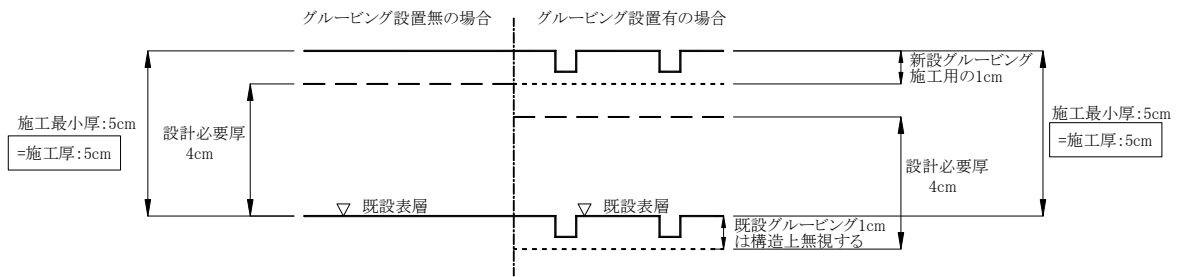 グルービング設置無の場合
グルービング設置有の場合
新設グルービング
施工用の1cm
施工最小厚:5cm
=施工厚:5cm
設計必要厚
4cm
施工最小厚:5cm
=施工厚:5cm
設計必要厚
4cm
▽ 既設表層
▽ 既設表層
既設グルービング1cm
は構造上無視する